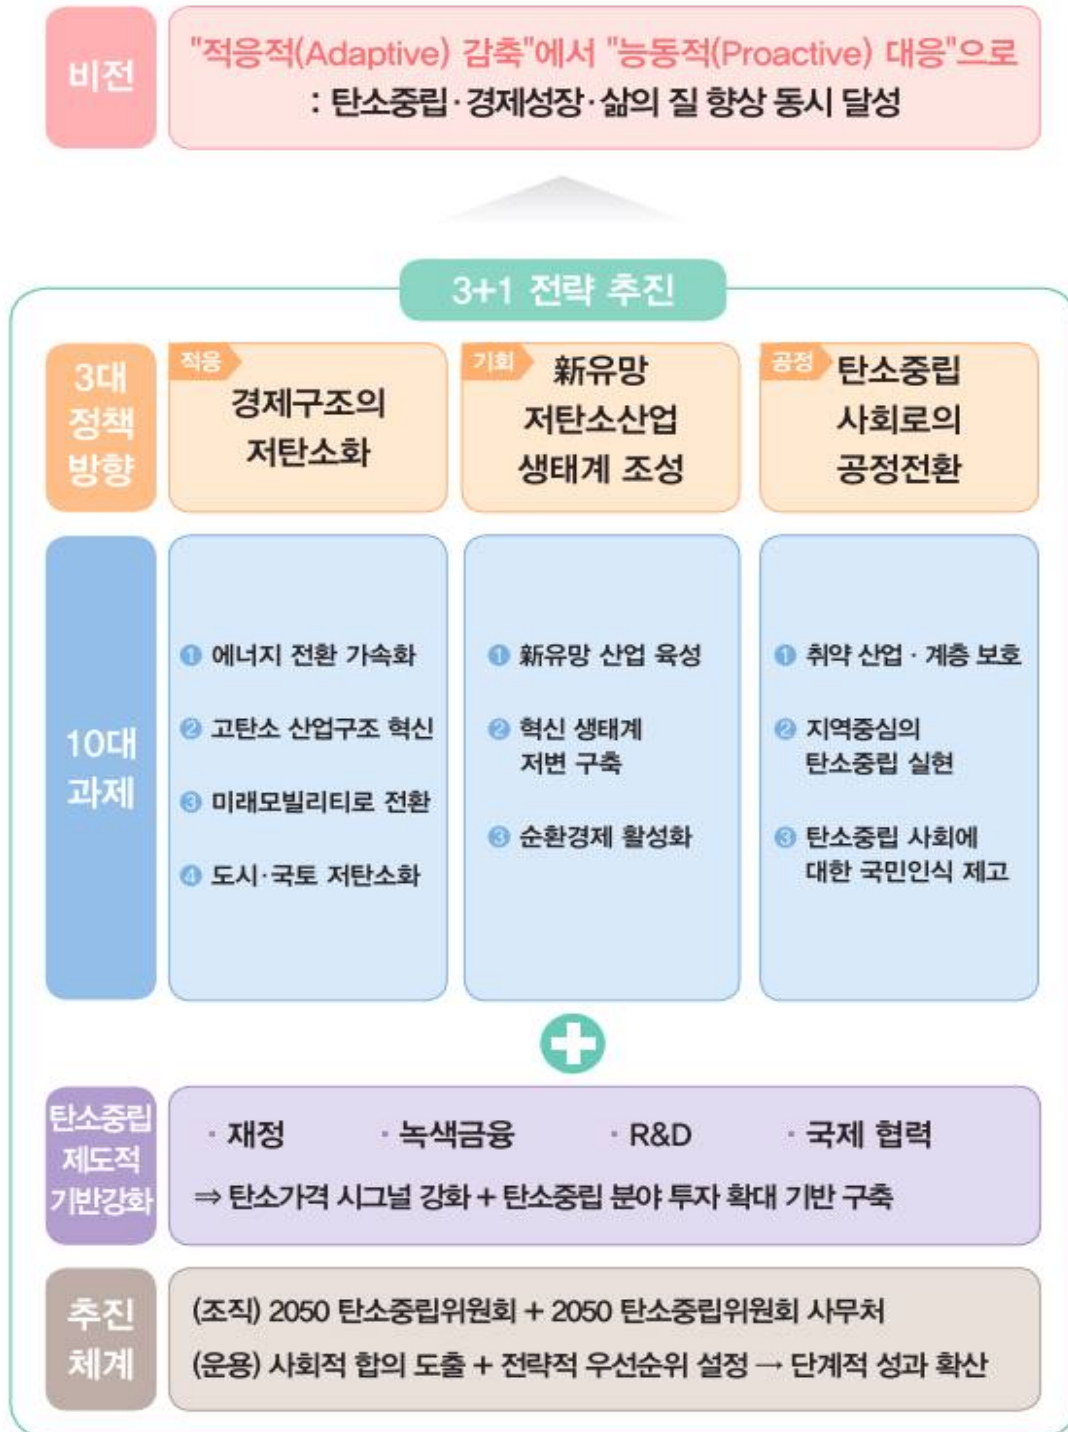 비전
"적응적(Adaptive) 감축"에서 "능동적(Proactive) 대응"으로
: 탄소중립·경제성장·삶의 질 향상 동시 달성
3+1 전략 추진
3대
정책
방향
적응
경제구조의
저탄소화
기회
新유망
저탄소산업
생태계 조성
공정
탄소중립
사회로의
공정전환
10대
과제
❶ 에너지 전환 가속화
❷ 고탄소 산업구조 혁신
❸ 미래모빌리티로 전환
❹ 도시·국토 저탄소화
❶ 新유망 산업 육성
❷ 혁신 생태계
저변 구축
❸ 순환경제 활성화
❶ 취약 산업 · 계층 보호
❷ 지역중심의
탄소중립 실현
❸ 탄소중립 사회에
대한 국민인식 제고
탄소중립
제도적
기반강화
· 재정 · 녹색금융 · R&D · 국제 협력
⇒ 탄소가격 시그널 강화 + 탄소중립 분야 투자 확대 기반 구축
추진
체계
(조직) 2050 탄소중립위원회 + 2050 탄소중립위원회 사무처
(운용) 사회적 합의 도출 + 전략적 우선순위 설정 → 단계적 성과 확산